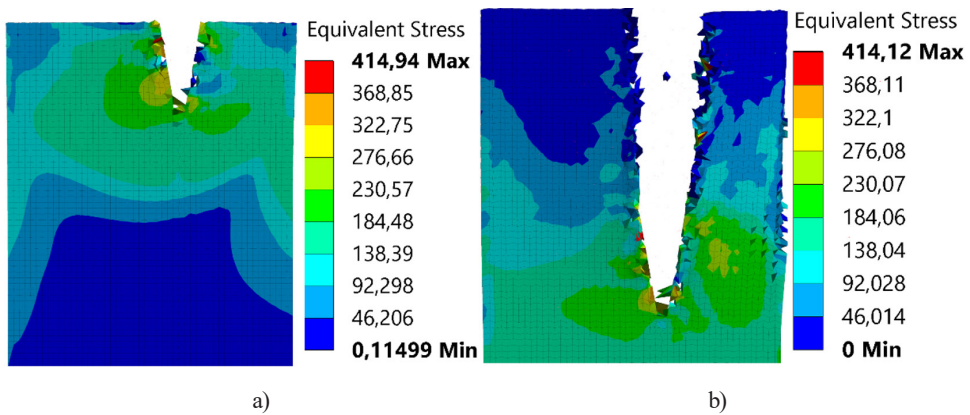 Equivalent Stress
414,94 Max
368,85
322,75
276,66
230,57
184,48
138,39
92,298
46,206
0,11499 Min
a)
Equivalent Stress
414,12 Max
368,11
322,1
276,08
230,07
184,06
138,04
92,028
46,014
0 Min
b)